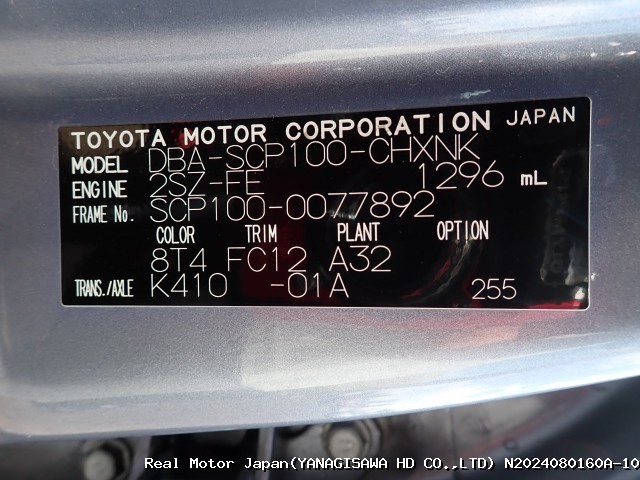 TOYOTA MOTOR CORPORATION JAPAN
MODEL DBA-SCP100-CHXNK
ENGINE 2SZ-FE 1296 mL
FRAME No. SCP100-0077892
COLOR TRIM PLANT OPTION
8T4 FC12 A32
TRANS./AXLE K410 -01A 255
Real Motor Japan(YANAGISAWA HD CO.,LTD) N2024080160A-10